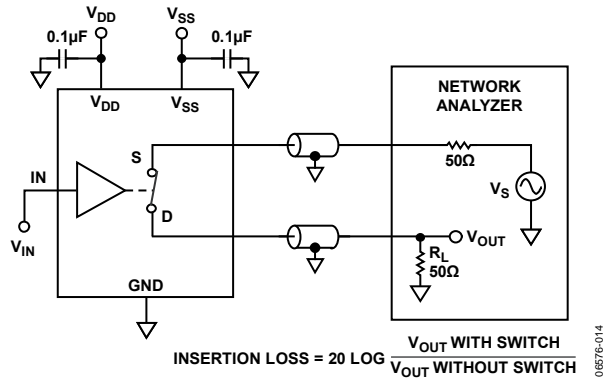 VDD
VSS
0.1µF
0.1µF
VDD
VSS
NETWORK
ANALYZER
S
50Ω
IN
VS
D
VOUT
VIN
RL
50Ω
GND
INSERTION LOSS = 20 LOG VOUT WITH SWITCH
VOUT WITHOUT SWITCH
06576-014